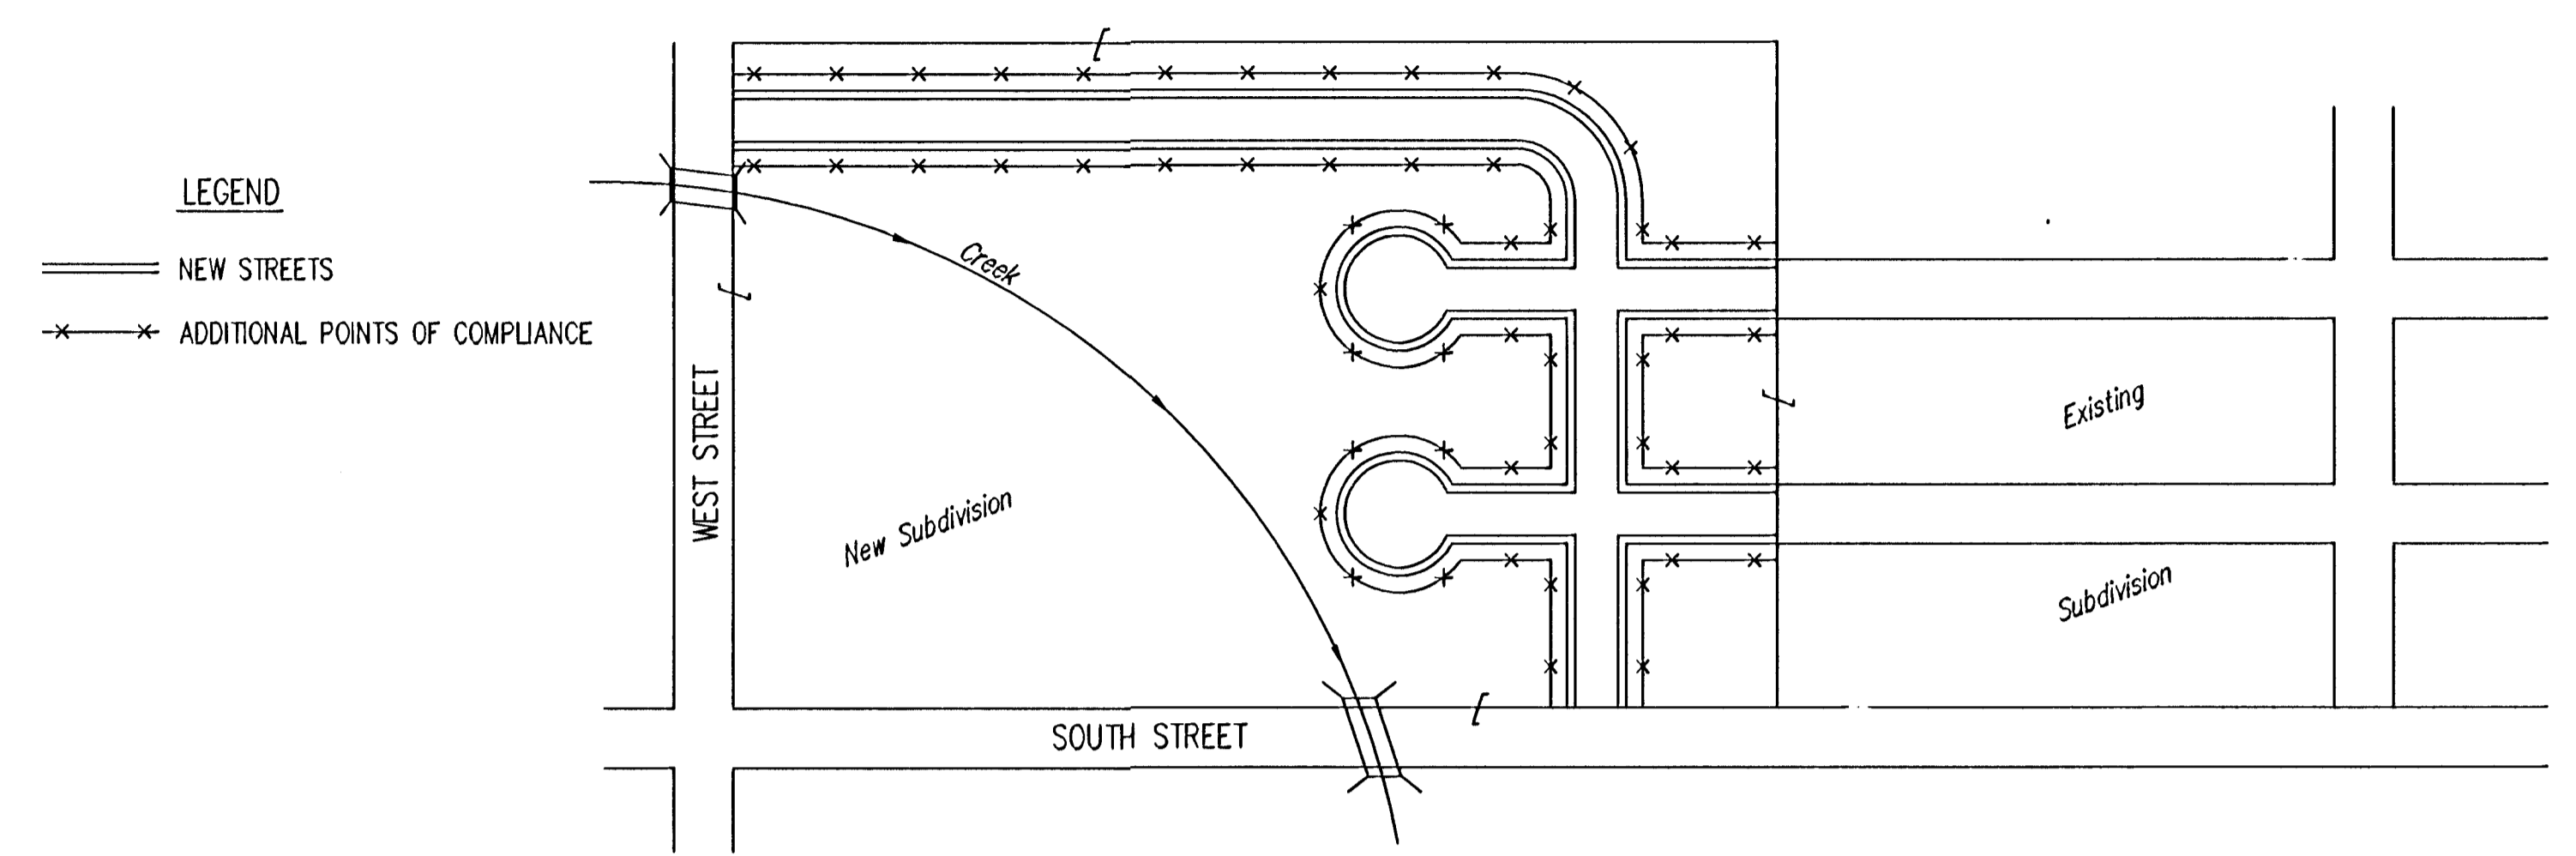 LEGEND
NEW STREETS
ADDITIONAL POINTS OF COMPLIANCE
Creek
WEST STREET
New Subdivision
SOUTH STREET
Existing
Subdivision